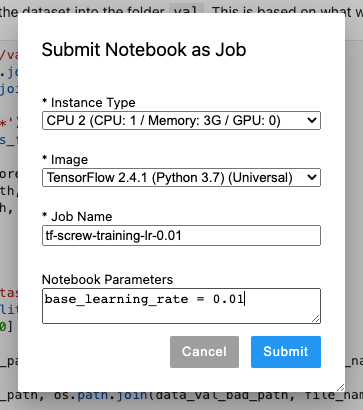 the dataset into the folder val. This is based on what w
Submit Notebook as Job
* Instance Type
CPU 2 (CPU: 1 / Memory: 3G / GPU: 0)
* Image
TensorFlow 2.4.1 (Python 3.7) (Universal)
* Job Name
tf-screw-training-lr-0.01
Notebook Parameters
base_learning_rate = 0.01
Cancel
Submit
_path, os.path.join(data_val_bad_path, file_nam